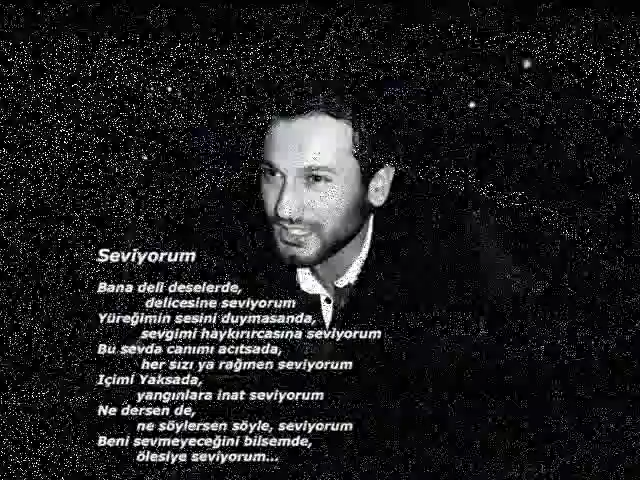 Seviyorum
Bana deli deselerde,
delicesine seviyorum
Yüreğimin sesini duymasanda,
sevgimi haykırırcasına seviyorum
Bu sevda canımı acıtsada,
her sızı ya rağmen seviyorum
Içimi Yaksada,
yangınlara inat seviyorum
Ne dersen de,
ne söylersen söyle, seviyorum
Beni sevmeyeceğini bilsemde,
ölesiye seviyorum...